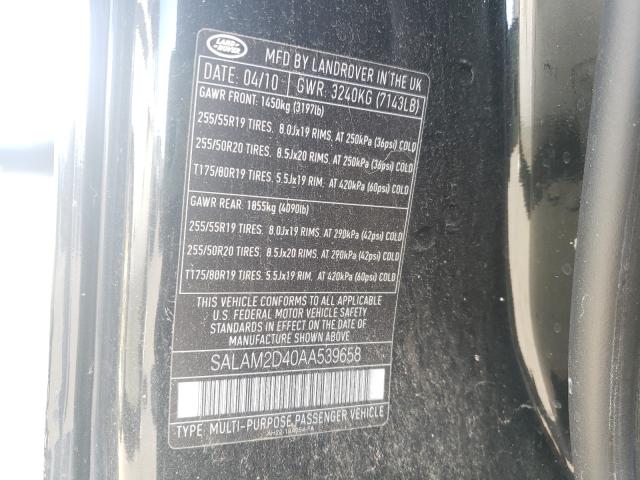 LAND ROVER
MFD BY LANDROVER IN THE UK
DATE: 04/10 GWR: 3240KG (7143LB)
GAWR FRONT: 1450kg (3197lb)
255/55R19 TIRES. 8.0Jx19 RIMS. AT 250kPa (36psi) COLD
255/50R20 TIRES. 8.5Jx20 RIMS. AT 250kPa (36psi) COLD
T175/80R19 TIRES. 5.5Jx19 RIM. AT 420kPa (60psi) COLD
GAWR REAR: 1855kg (4090lb)
255/55R19 TIRES. 8.0Jx19 RIMS. AT 290kPa (42psi) COLD
255/50R20 TIRES. 8.5Jx20 RIMS. AT 290kPa (42psi) COLD
T175/80R19 TIRES. 5.5Jx19 RIM. AT 420kPa (60psi) COLD
THIS VEHICLE CONFORMS TO ALL APPLICABLE
U.S. FEDERAL MOTOR VEHICLE SAFETY
STANDARDS IN EFFECT ON THE DATE OF
MANUFACTURE SHOWN ABOVE.
SALAM2D40AA539658
TYPE: MULTI-PURPOSE PASSENGER VEHICLE